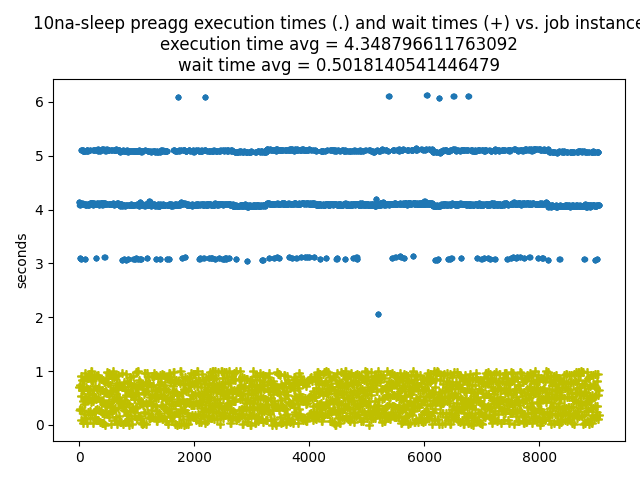 10na-sleep preagg execution times (.) and wait times (+) vs. job instance
execution time avg = 4.348796611763092
wait time avg = 0.5018140541446479
6
5
4
3
2
1
0
seconds
0 2000 4000 6000 8000